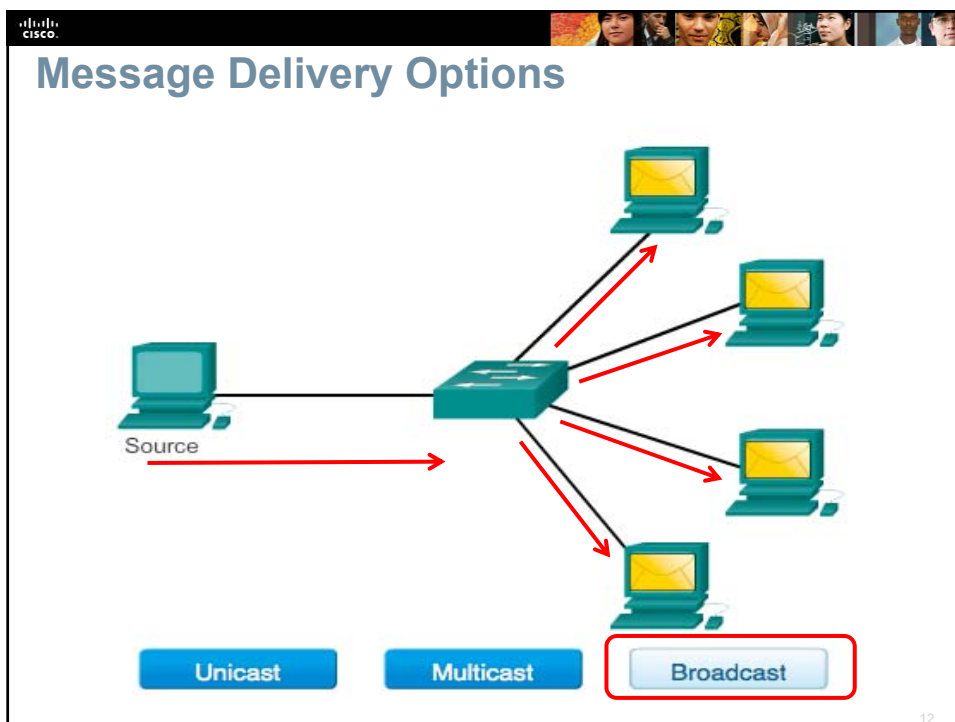 CISCO.
Message Delivery Options
Source
Unicast
Multicast
Broadcast
12